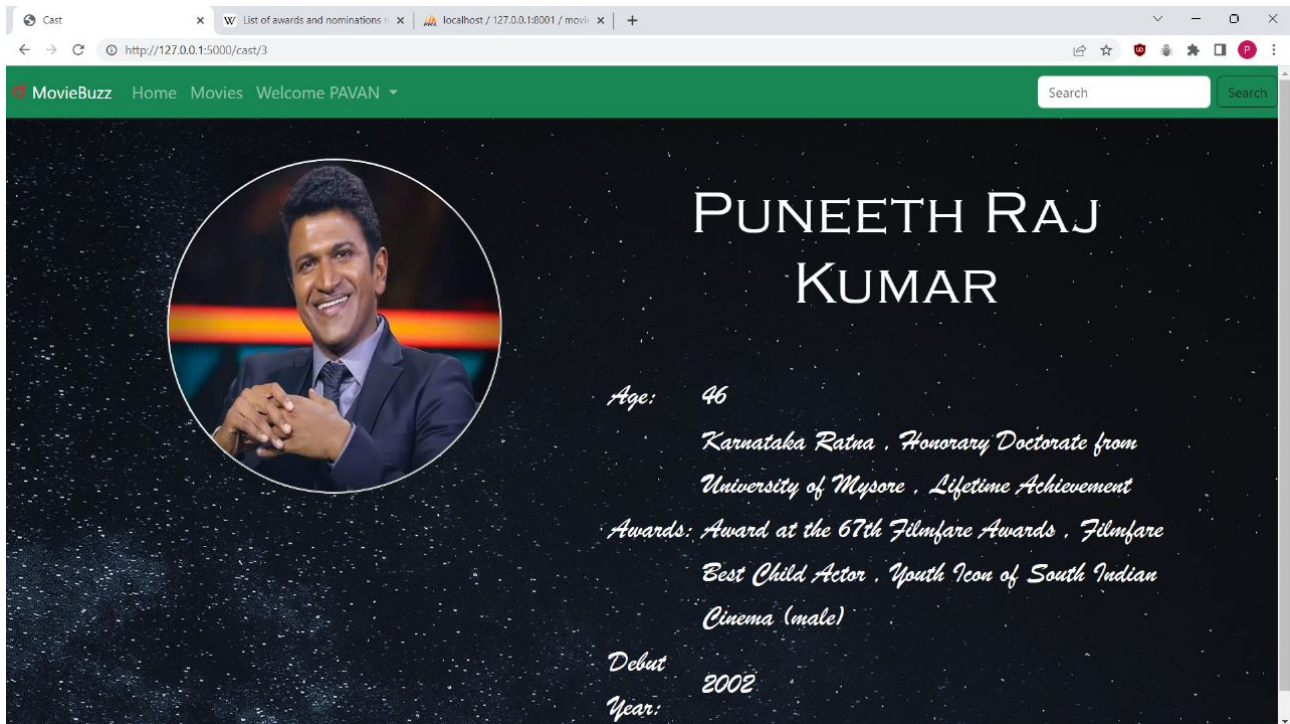 Cast
List of awards and nominations r
localhost / 127.0.0.1:8001 / movie
http://127.0.0.1:5000/cast/3
P
MovieBuzz Home Movies Welcome PAVAN
Search
Search
PUNEETH RAJ
KUMAR
Age: 46
Karnataka Ratna , Honorary Doctorate from
University of Mysore , Lifetime Achievement
Awards: Award at the 67th Filmfare Awards , Filmfare
Best Child Actor , Youth Icon of South Indian
Cinema (male)
Debut
Year: 2002